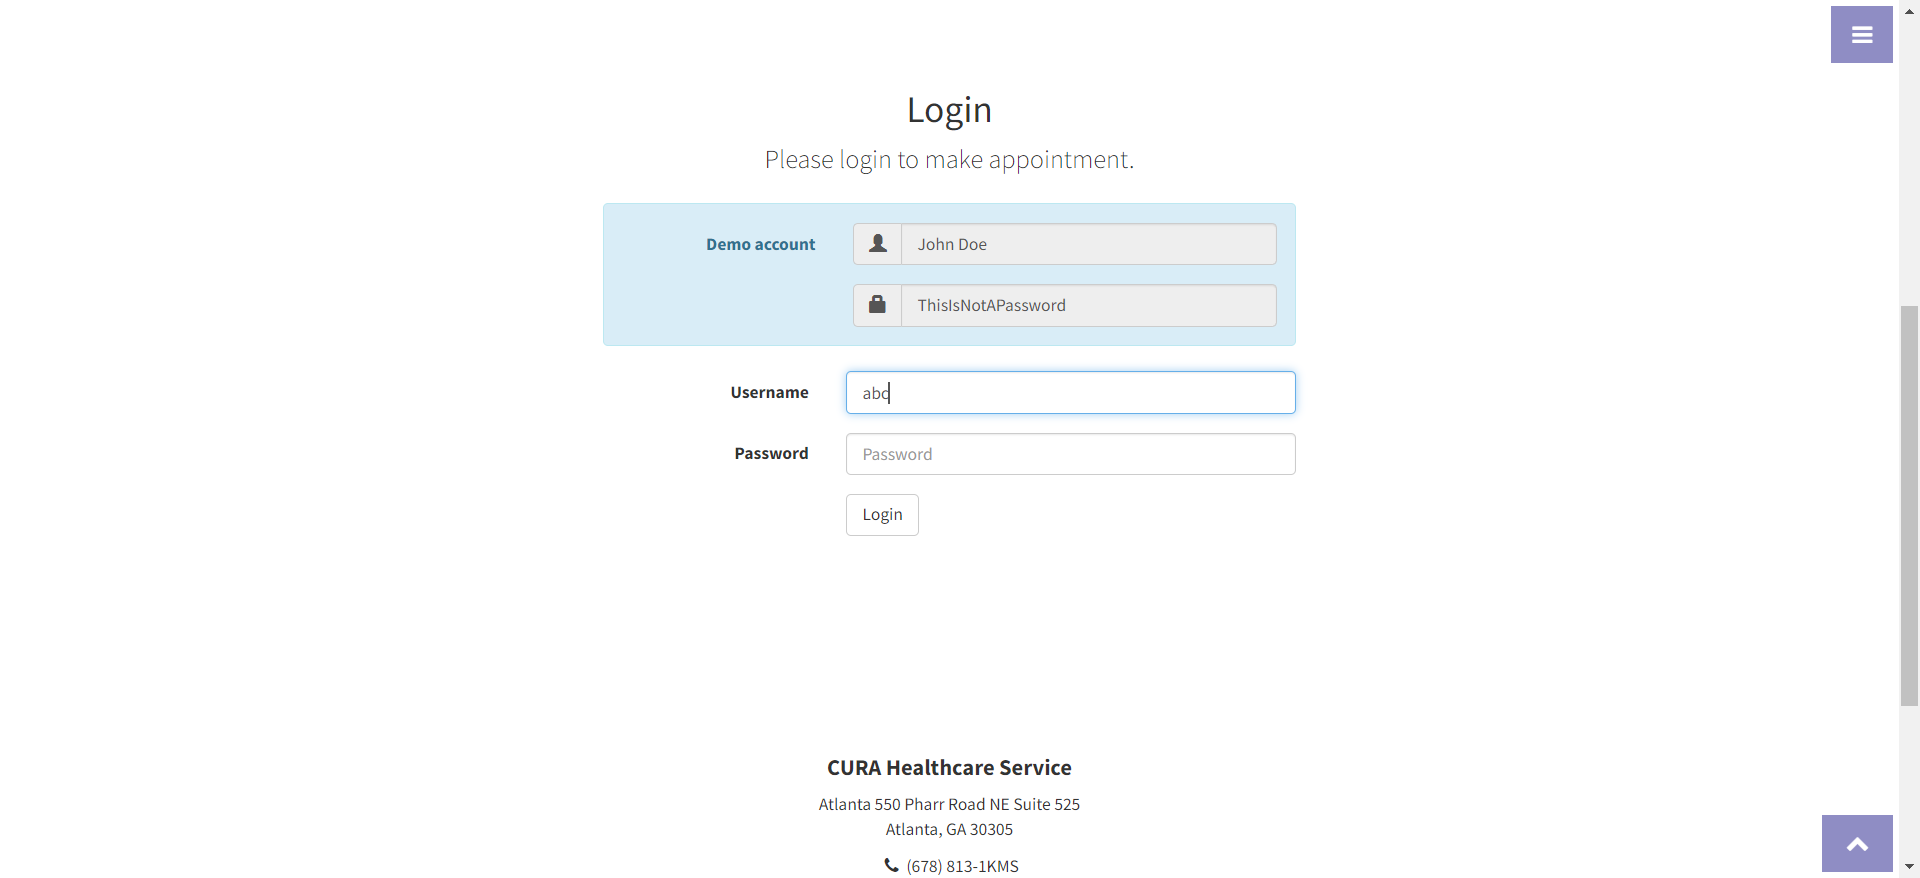 Login
Please login to make appointment.
Demo account
John Doe
ThisIsNotAPassword
Username
abc
Password
Password
Login
CURA Healthcare Service
Atlanta 550 Pharr Road NE Suite 525
Atlanta, GA 30305
(678) 813-1KMS